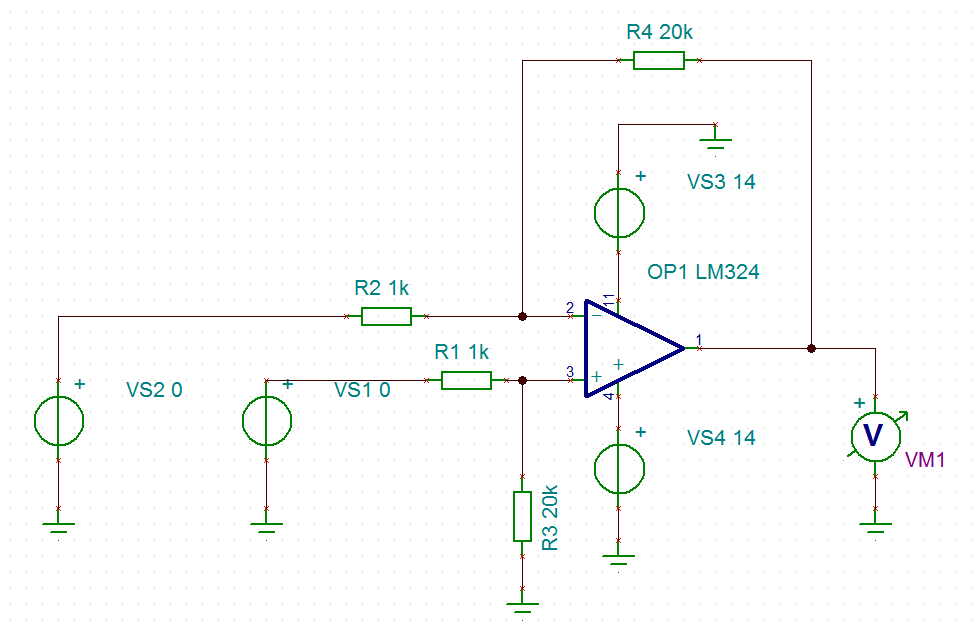 R4 20k
+
VS3 14
OP1 LM324
R2 1k
2
11
−
1
R1 1k
3
+
+
4
+
VS2 0
+
VS1 0
+
VS4 14
+
V
VM1
R3 20k